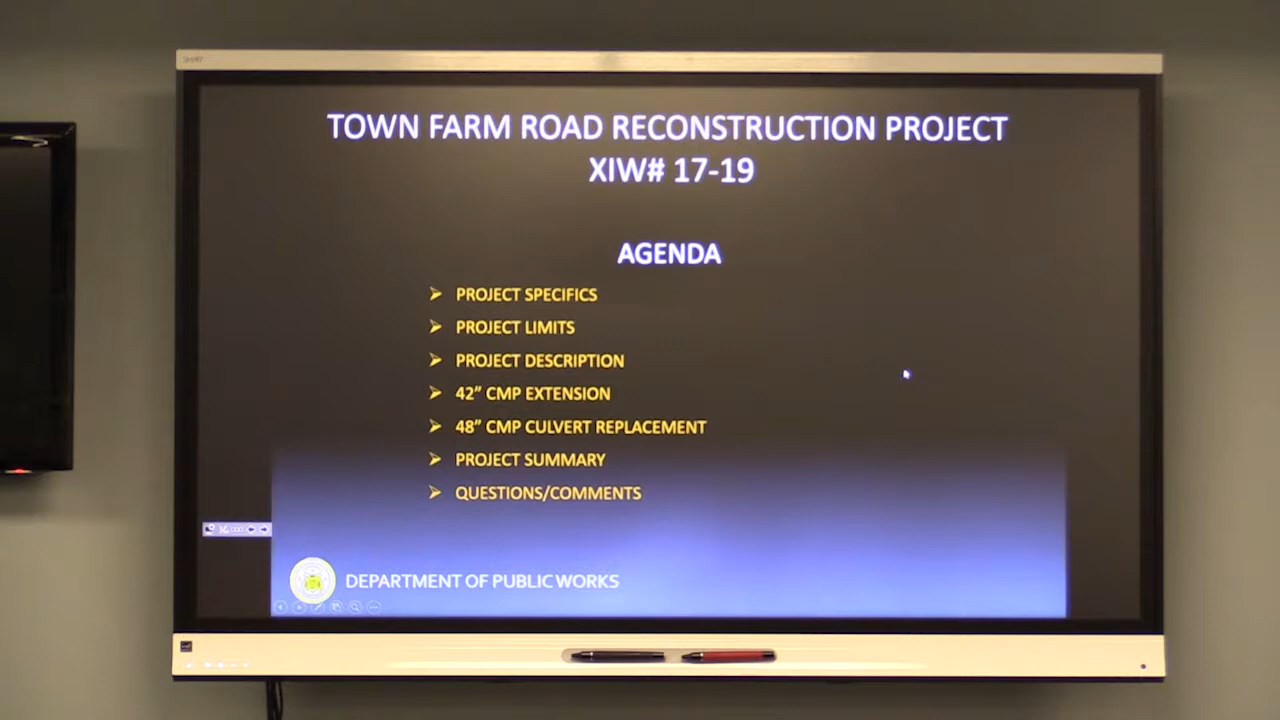 SMART
TOWN FARM ROAD RECONSTRUCTION PROJECT
XIW# 17-19
AGENDA
➢ PROJECT SPECIFICS
➢ PROJECT LIMITS
➢ PROJECT DESCRIPTION
➢ 42” CMP EXTENSION
➢ 48” CMP CULVERT REPLACEMENT
➢ PROJECT SUMMARY
➢ QUESTIONS/COMMENTS
DEPARTMENT OF PUBLIC WORKS